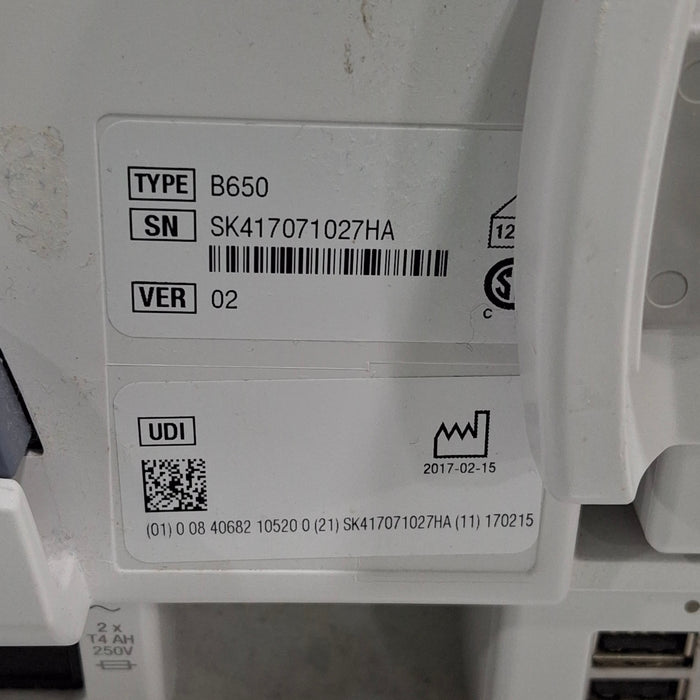 TYPE B650
SN SK417071027HA
12
C
VER 02
UDI
2017-02-15
(01) 0 08 40682 10520 0 (21) SK417071027HA (11) 170215
2 x
T4 AH
250V